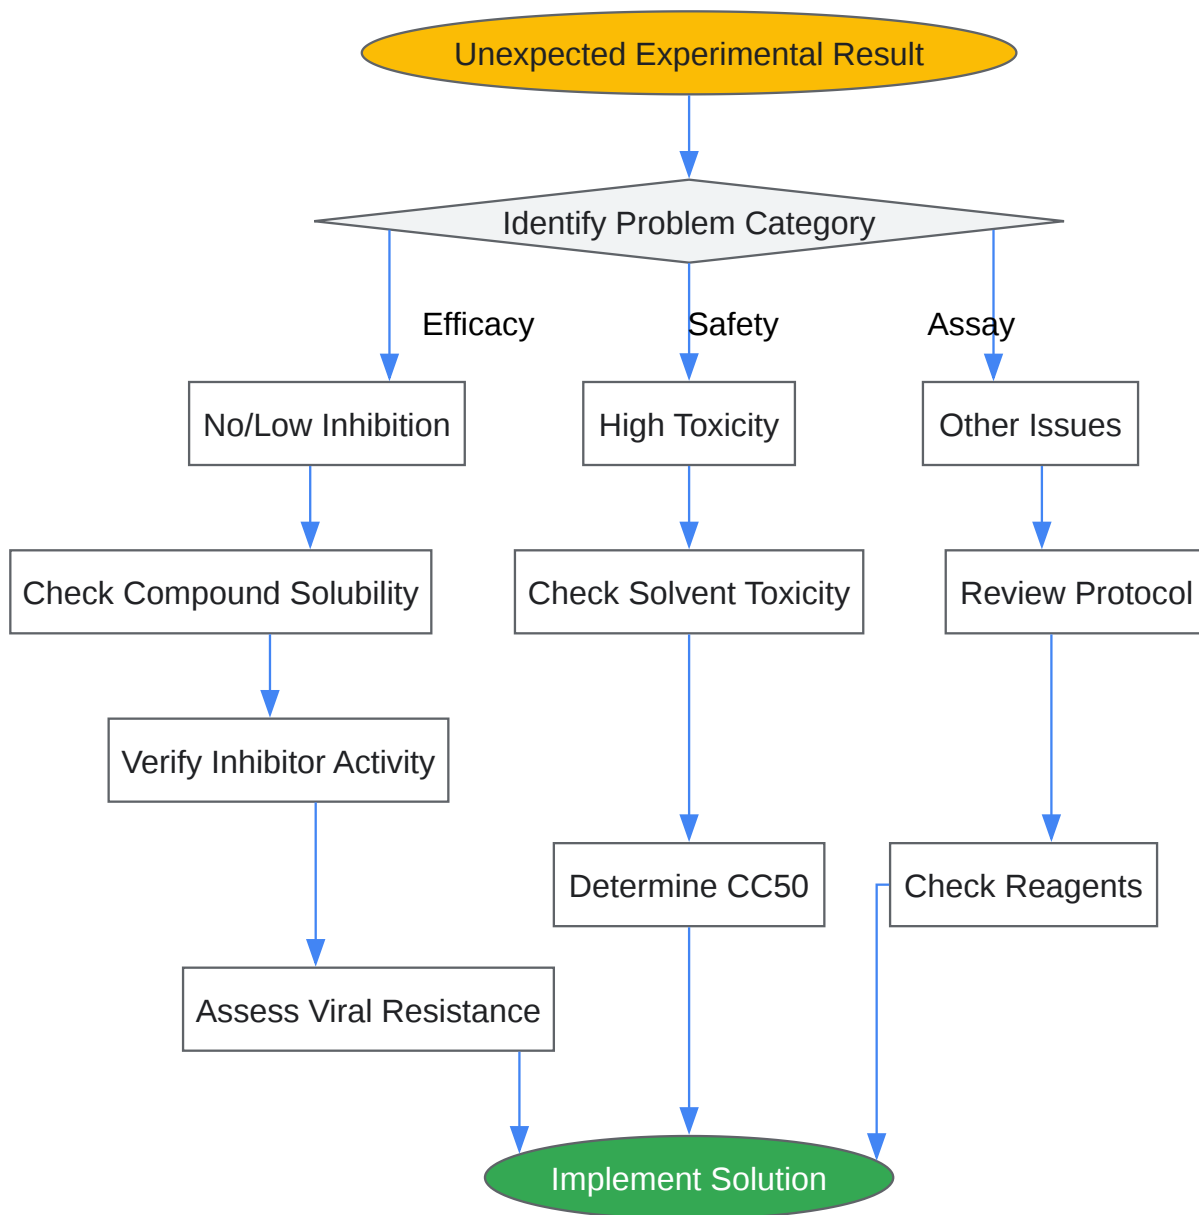 Unexpected Experimental Result
Identify Problem Category
Efficacy
Safety
Assay
No/Low Inhibition
High Toxicity
Other Issues
Check Compound Solubility
Check Solvent Toxicity
Review Protocol
Verify Inhibitor Activity
Determine CC50
Check Reagents
Assess Viral Resistance
Implement Solution